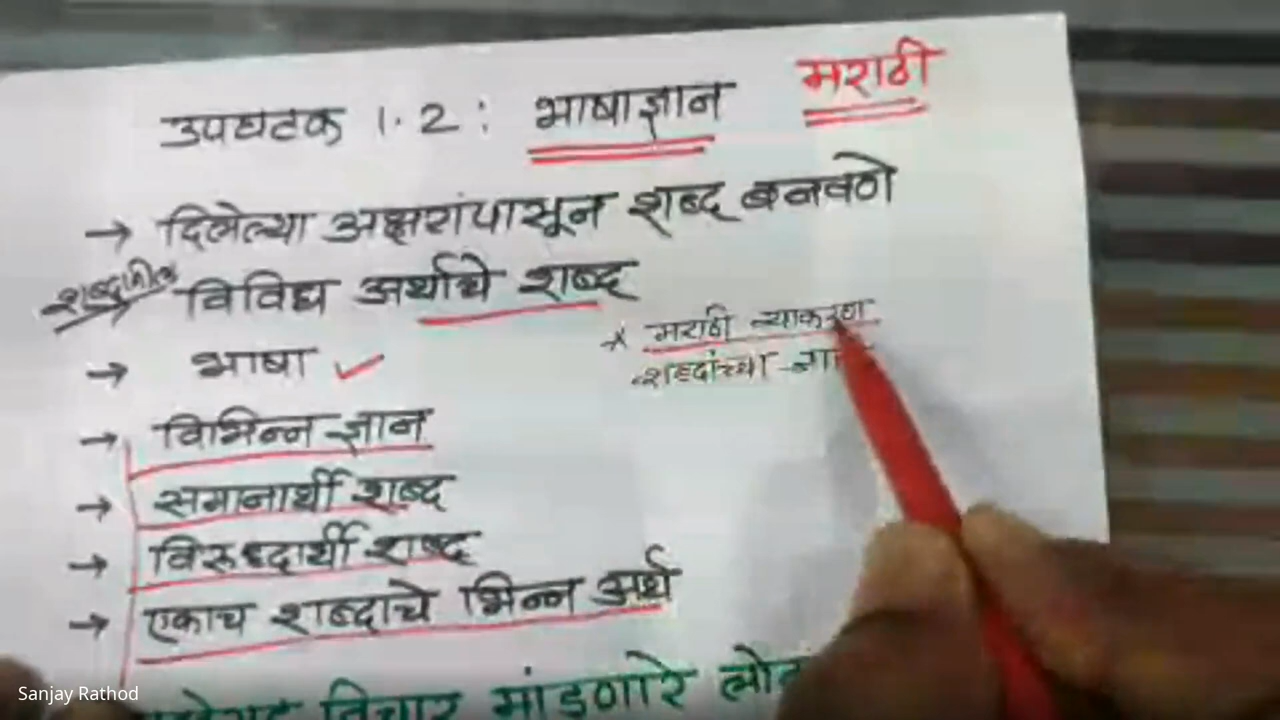 मराठी
उपघटक 1.2 : भाषाज्ञान
→ दिलेल्या अक्षरांपासून शब्द बनवणे
विविध अर्थाचे शब्द
* मराठी व्याकरण
शब्दांच्या
→ भाषा ✓
→ विभिन्न ज्ञान
→ समानार्थी शब्द
→ विरुध्दार्थी शब्द
→ एकाच शब्दाचे भिन्न अर्थ
विचार मांडणारे
Sanjay Rathod